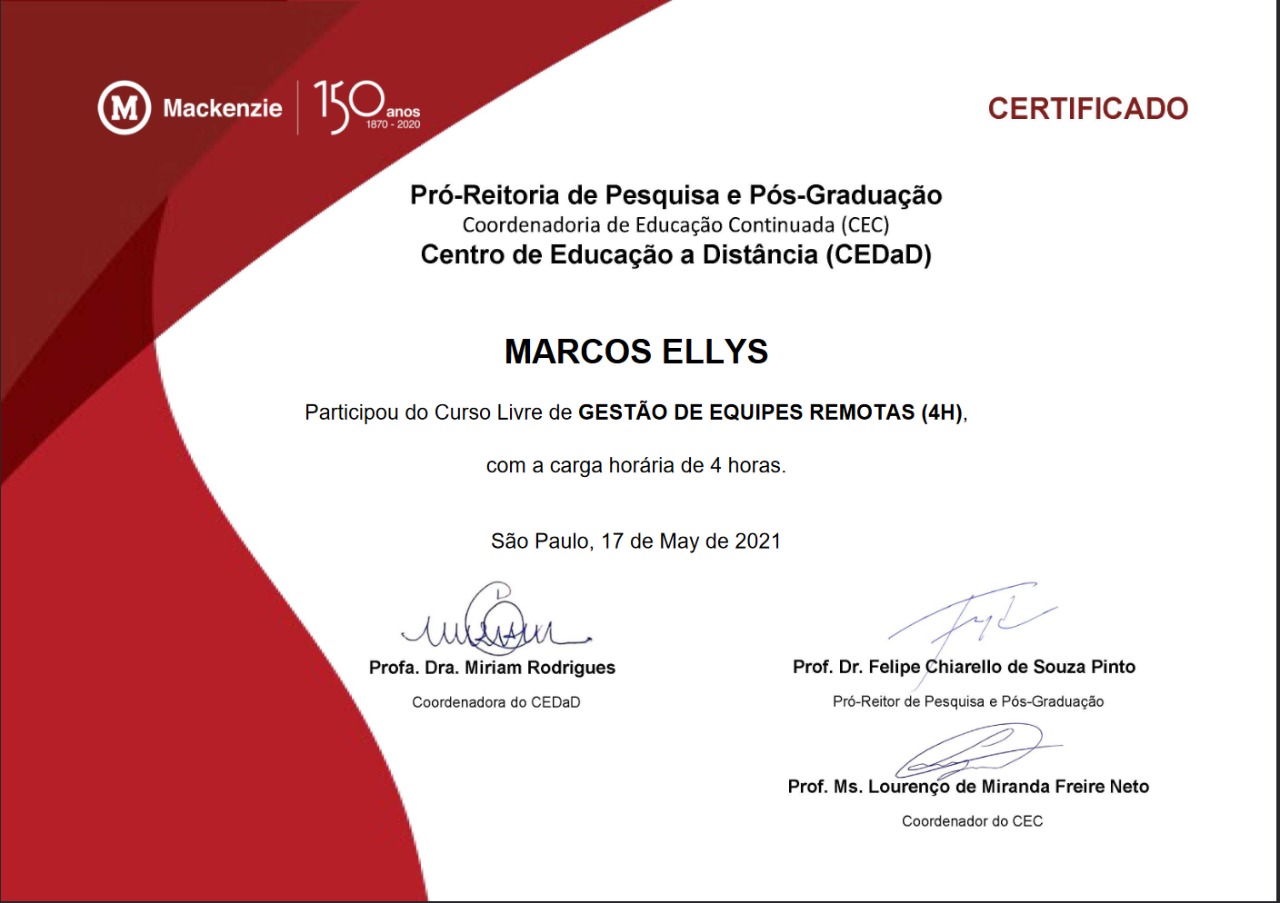 M Mackenzie 150 anos
1870 - 2020
CERTIFICADO
Pró-Reitoria de Pesquisa e Pós-Graduação
Coordenadoria de Educação Continuada (CEC)
Centro de Educação a Distância (CEDaD)
MARCOS ELLYS
Participou do Curso Livre de GESTÃO DE EQUIPES REMOTAS (4H),
com a carga horária de 4 horas.
São Paulo, 17 de May de 2021
Profa. Dra. Miriam Rodrigues
Coordenadora do CEDaD
Prof. Dr. Felipe Chiarello de Souza Pinto
Pró-Reitor de Pesquisa e Pós-Graduação
Prof. Ms. Lourenço de Miranda Freire Neto
Coordenador do CEC